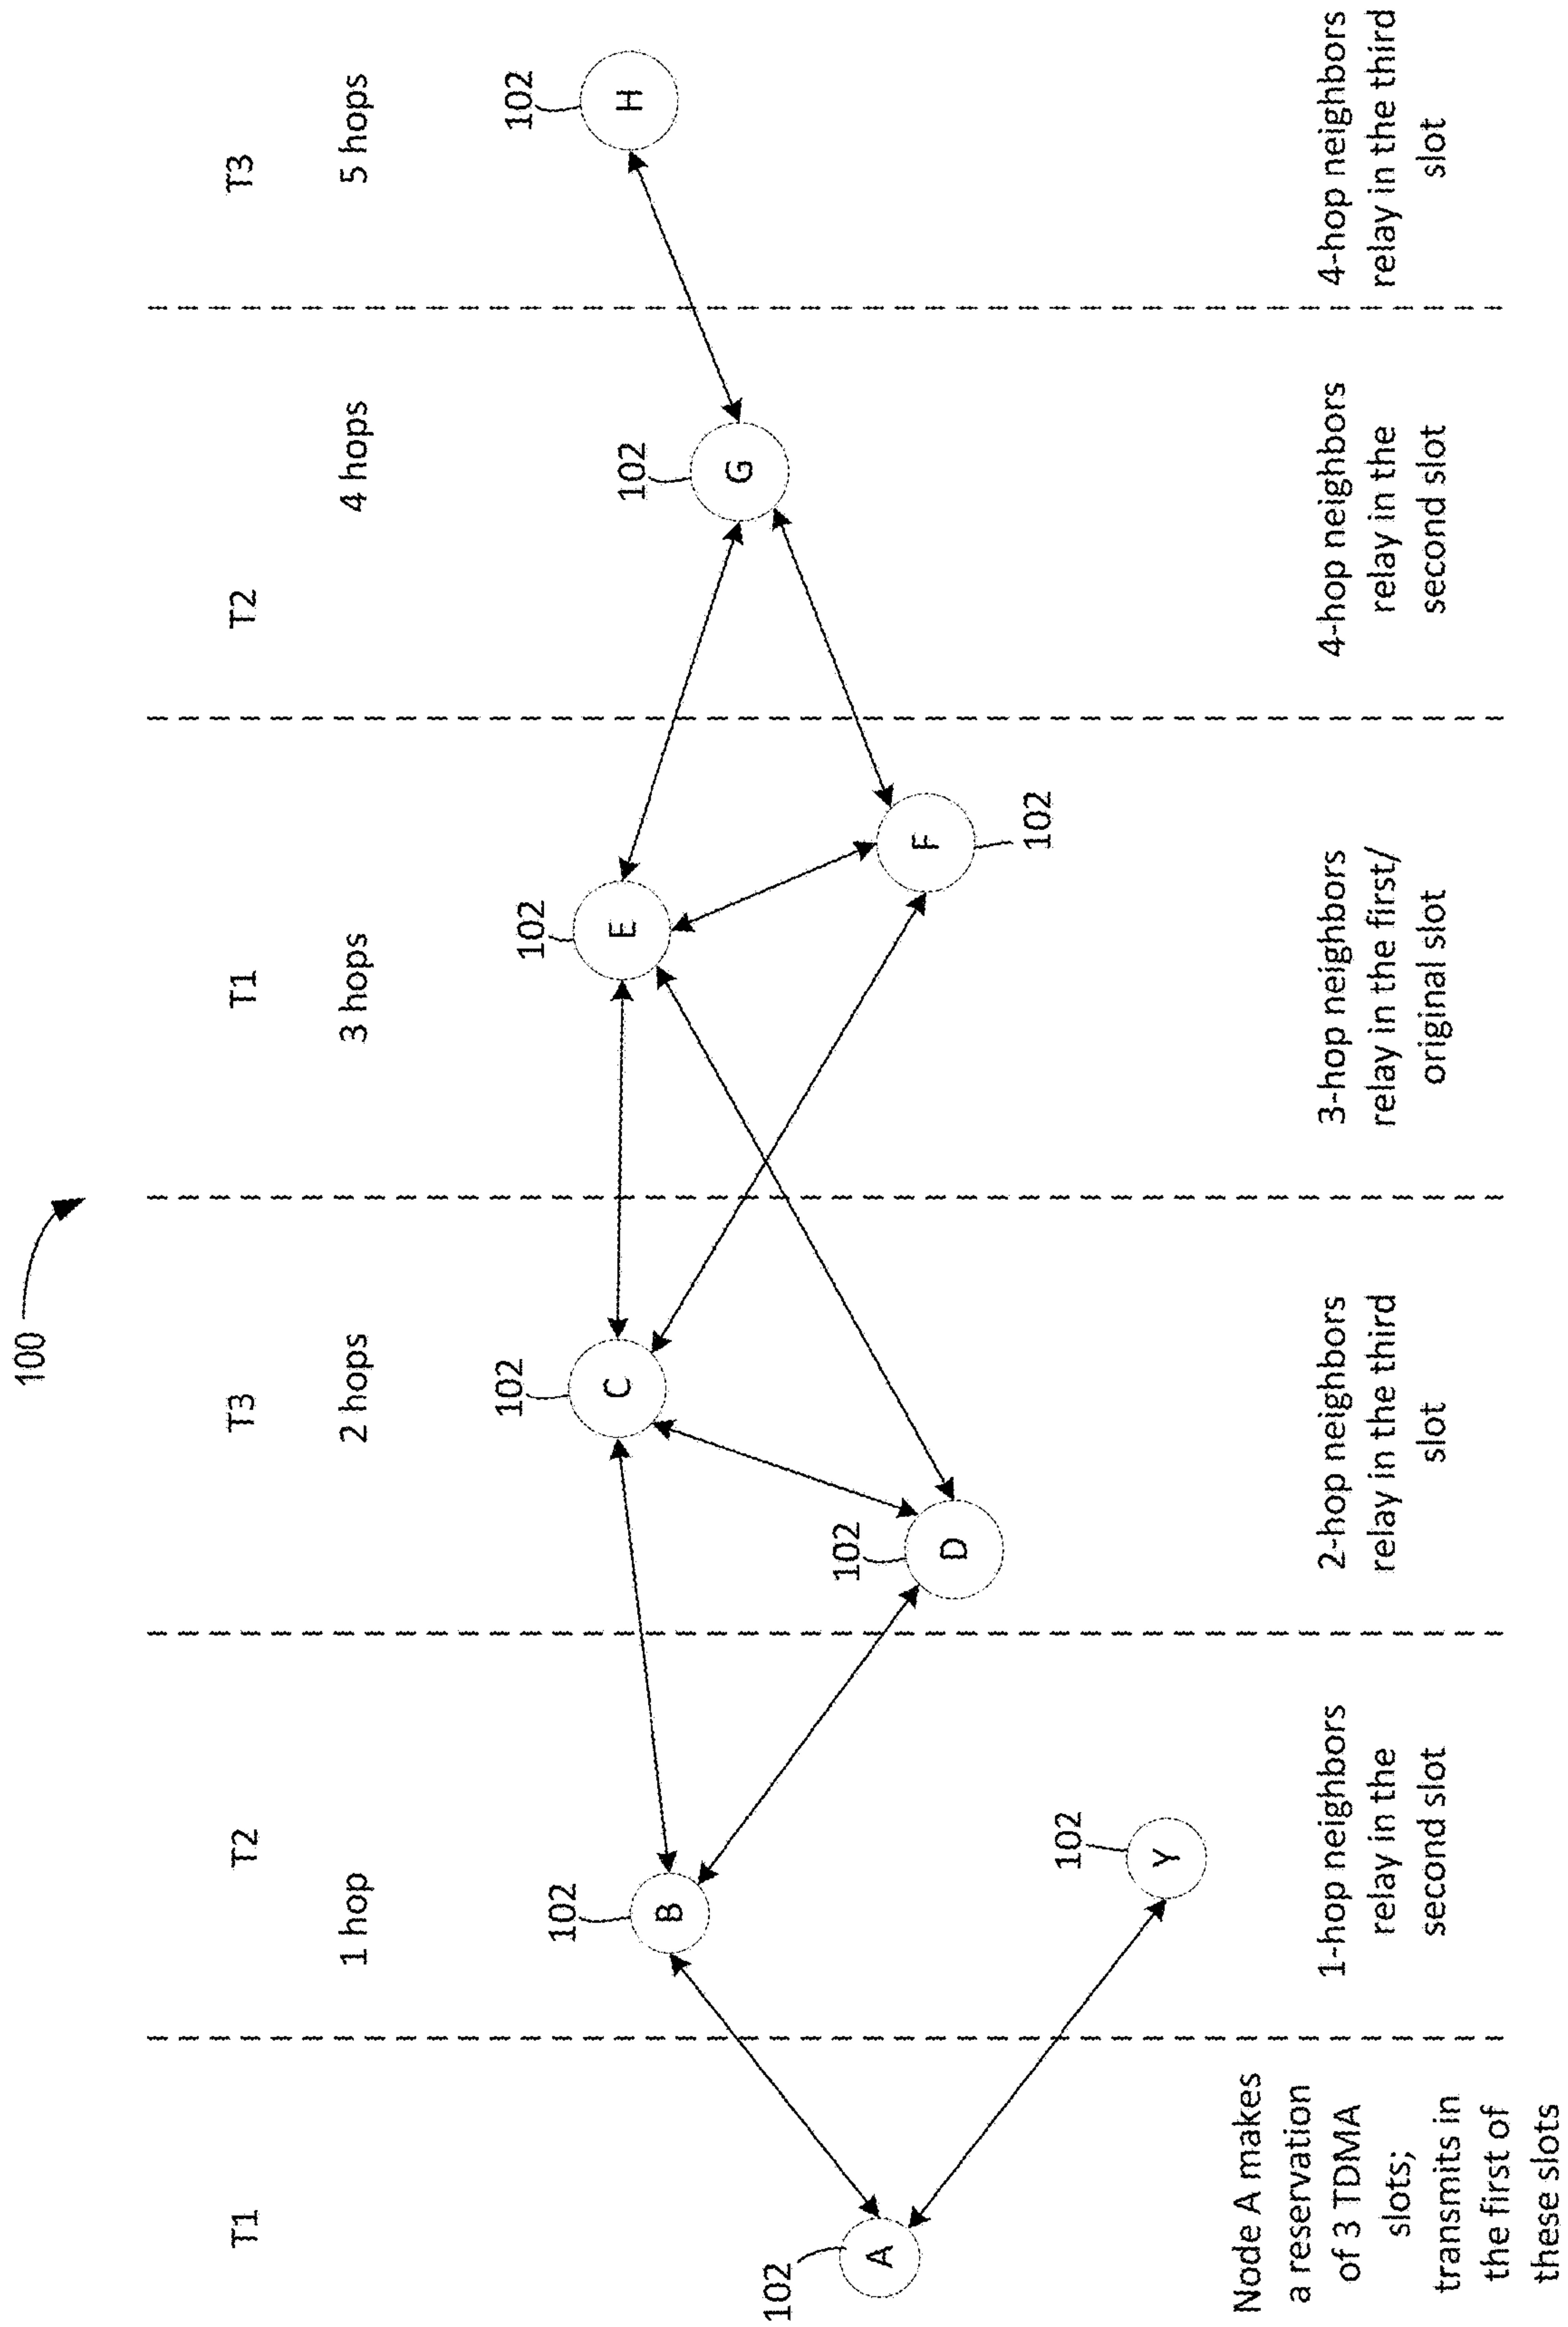 100
T1
T2
T3
T1
T2
T3
1 hop
2 hops
3 hops
4 hops
5 hops
102
A
102
B
102
Y
102
C
102
D
102
E
102
F
102
G
102
H
Node A makes
a reservation
of 3 TDMA
slots;
transmits in
the first of
these slots
1-hop neighbors
relay in the
second slot
2-hop neighbors
relay in the third
slot
3-hop neighbors
relay in the first/
original slot
4-hop neighbors
relay in the
second slot
4-hop neighbors
relay in the third
slot